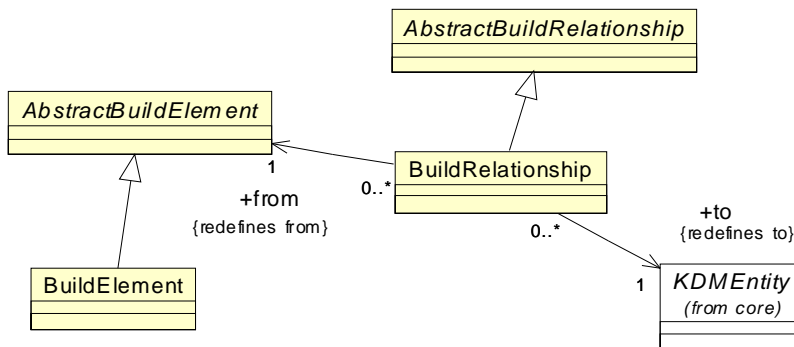 AbstractBuildRelationship
AbstractBuildElement
BuildRelationship
1
0..*
+from
{redefines from}
0..*
+to
{redefines to}
BuildElement
1
KDMEntity
(from core)